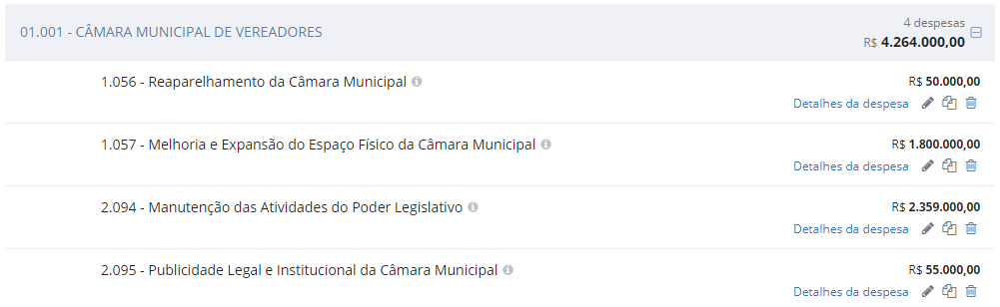 4 despesas
01.001 - CÂMARA MUNICIPAL DE VEREADORES
R$ 4.264.000,00
1.056 - Reaparelhamento da Câmara Municipal R$ 50.000,00
Detalhes da despesa
1.057 - Melhoria e Expansão do Espaço Físico da Câmara Municipal R$ 1.800.000,00
Detalhes da despesa
2.094 - Manutenção das Atividades do Poder Legislativo R$ 2.359.000,00
Detalhes da despesa
2.095 - Publicidade Legal e Institucional da Câmara Municipal R$ 55.000,00
Detalhes da despesa